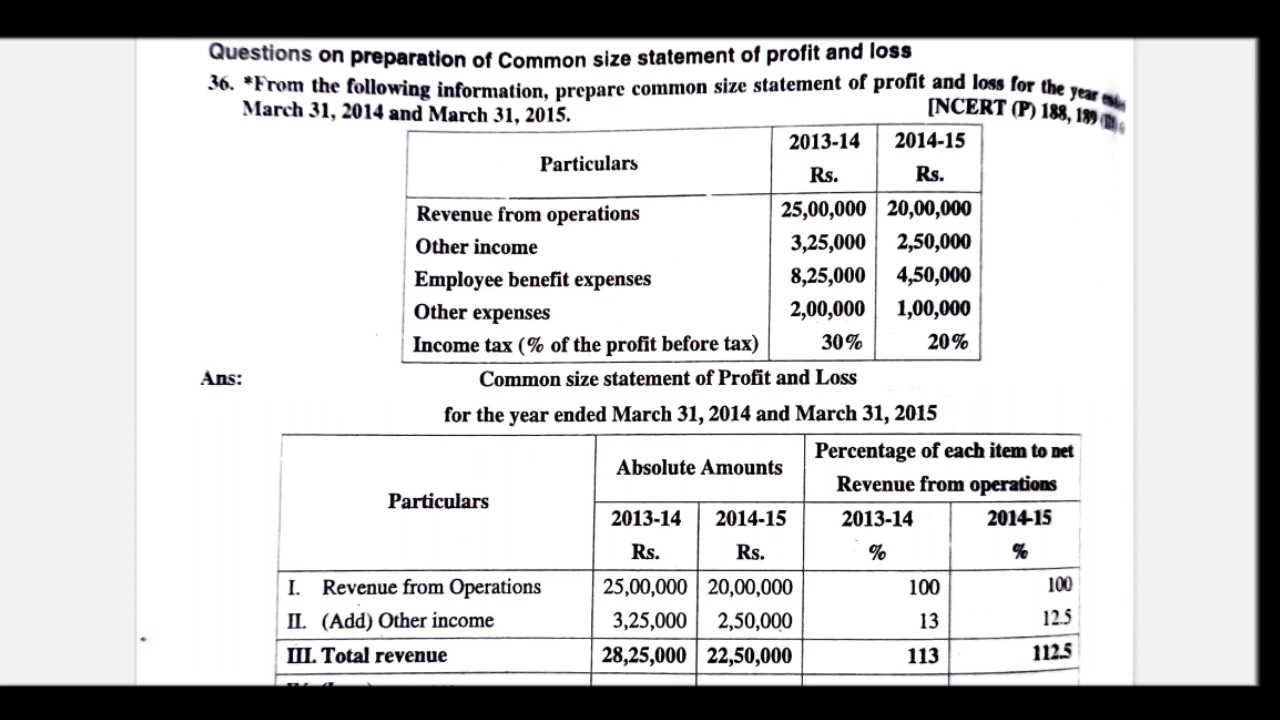 Questions on preparation of Common size statement of profit and loss
36. *From the following information, prepare common size statement of profit and loss for the year
March 31, 2014 and March 31, 2015. [NCERT (P) 188, 189
Particulars 2013-14 2014-15
Rs. Rs.
Revenue from operations 25,00,000 20,00,000
Other income 3,25,000 2,50,000
Employee benefit expenses 8,25,000 4,50,000
Other expenses 2,00,000 1,00,000
Income tax (% of the profit before tax) 30% 20%
Ans: Common size statement of Profit and Loss
for the year ended March 31, 2014 and March 31, 2015
Particulars Absolute Amounts Percentage of each item to net
Revenue from operations
2013-14 2014-15 2013-14 2014-15
Rs. Rs. % %
I. Revenue from Operations 25,00,000 20,00,000 100 100
II. (Add) Other income 3,25,000 2,50,000 13 12.5
III. Total revenue 28,25,000 22,50,000 113 112.5